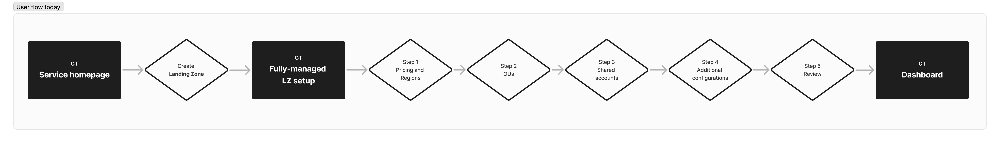 User flow today
CT
Service homepage
Create
Landing Zone
CT
Fully-managed
LZ setup
Step 1
Pricing and
Regions
Step 2
OUs
Step 3
Shared
accounts
Step 4
Additional
configurations
Step 5
Review
CT
Dashboard